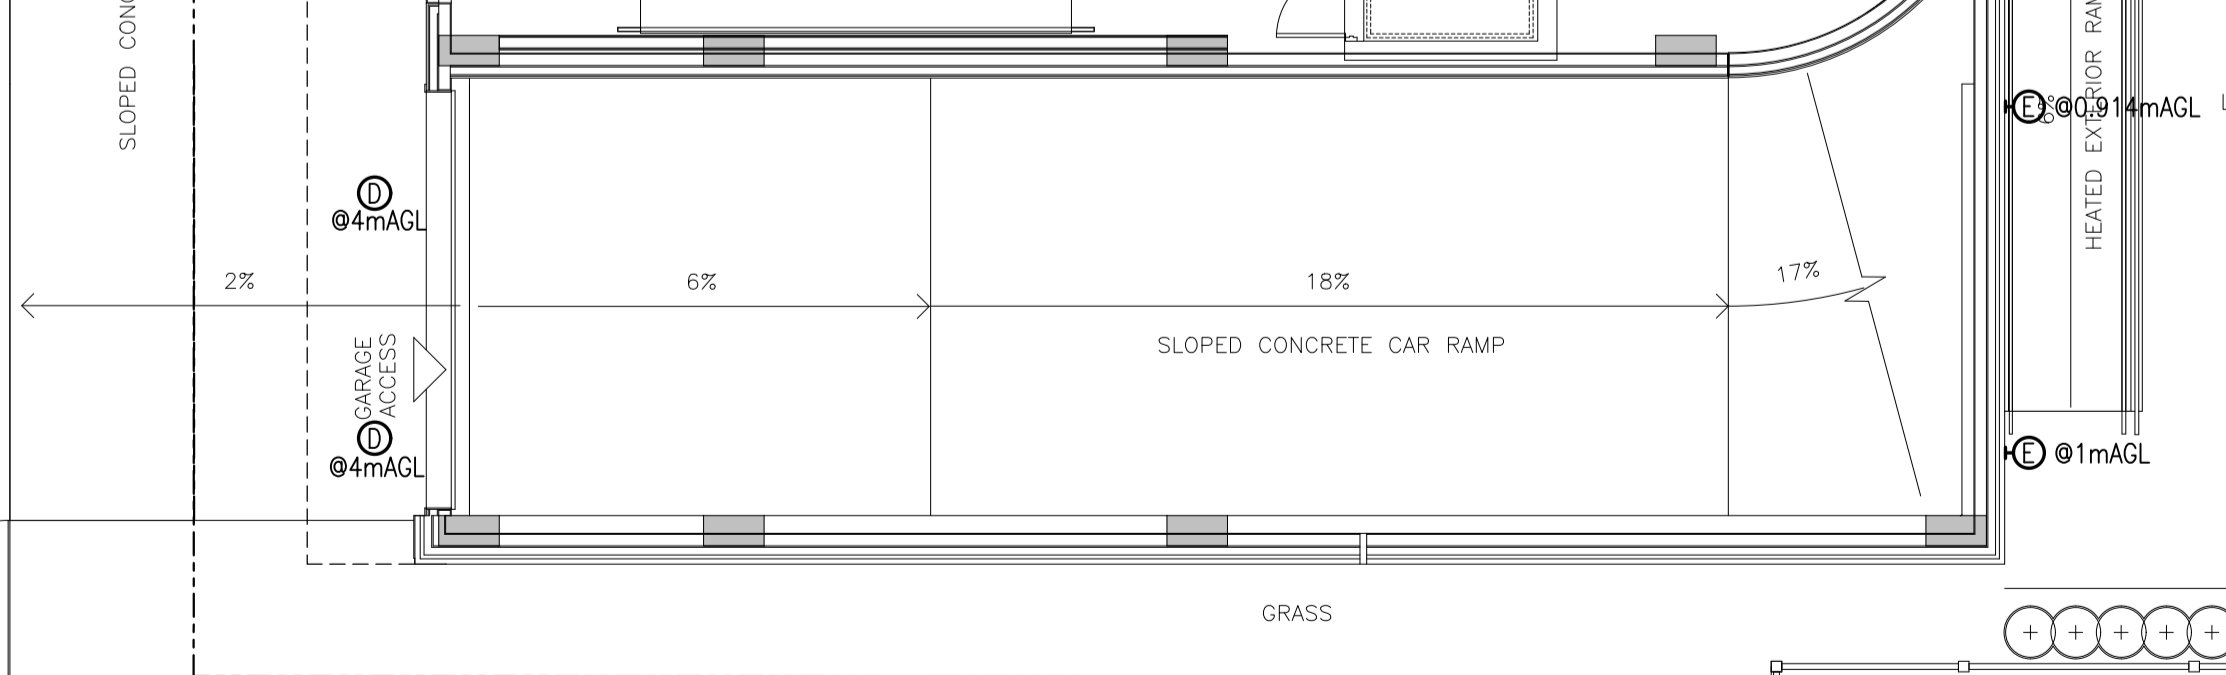 SLOPED CONC
D
@4mAGL
2%
6%
18%
17%
SLOPED CONCRETE CAR RAMP
GARAGE
ACCESS
D
@4mAGL
E @0.914mAGL
6%
HEATED EXTERIOR RAM
E @1mAGL
GRASS